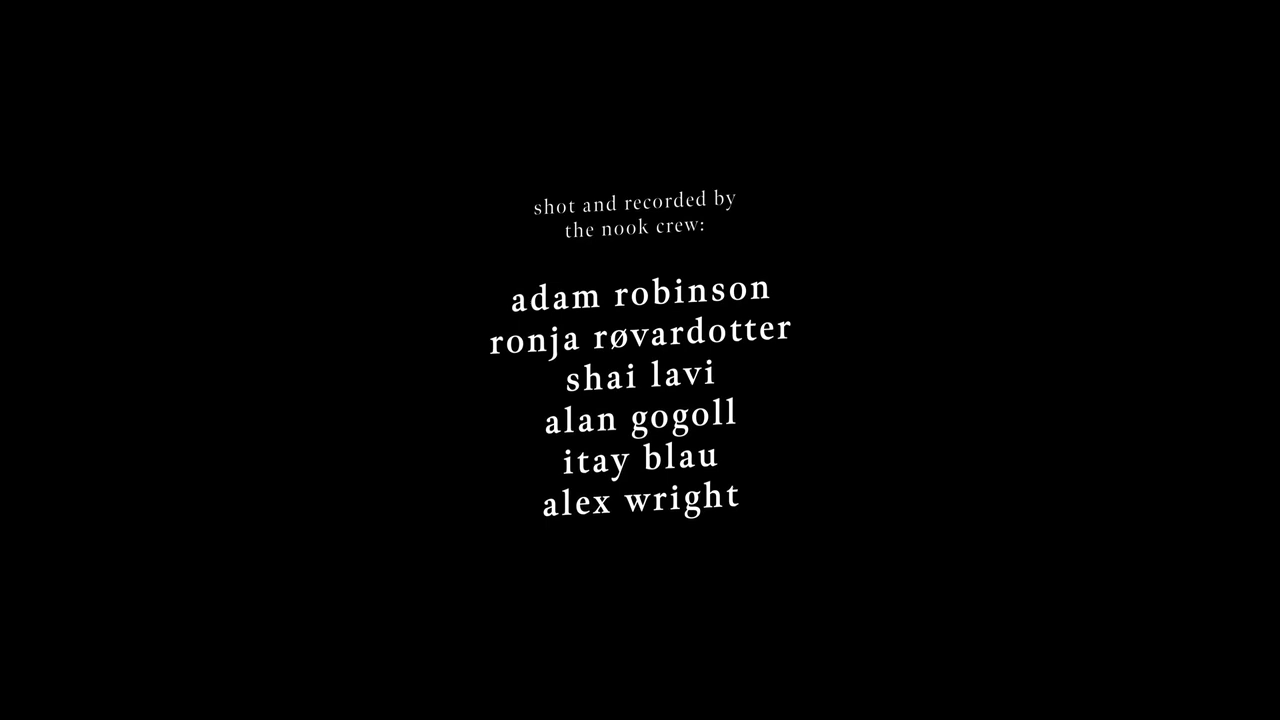 shot and recorded by
the nook crew:
adam robinson
ronja røvardotter
shai lavi
alan gogoll
itay blau
alex wright